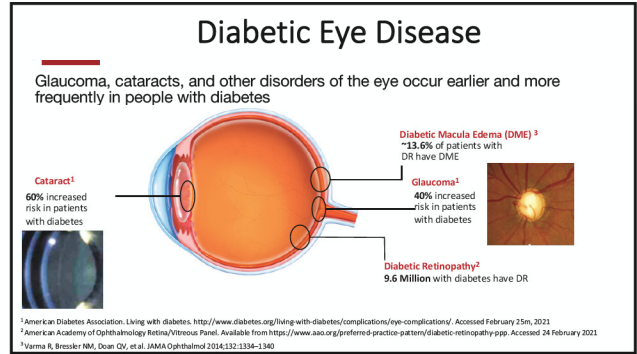 Diabetic Eye Disease
Glaucoma, cataracts, and other disorders of the eye occur earlier and more
frequently in people with diabetes
Diabetic Macula Edema (DME) 3
~13.6% of patients with
DR have DME
Cataract1
60% increased
risk in patients
with diabetes
Glaucoma1
40% increased
risk in patients
with diabetes
Diabetic Retinopathy2
9.6 Million with diabetes have DR
1 American Diabetes Association. Living with diabetes. http://www.diabetes.org/living-with-diabetes/complications/eye-complications/. Accessed February 25m, 2021
2 American Academy of Ophthalmology Retina/Vitreous Panel. Available from https://www.aao.org/preferred-practice-pattern/diabetic-retinopathy-ppp. Accessed 24 February 2021
3 Varma R, Bressler NM, Doan QV, et al. JAMA Ophthalmol 2014;132:1334–1340